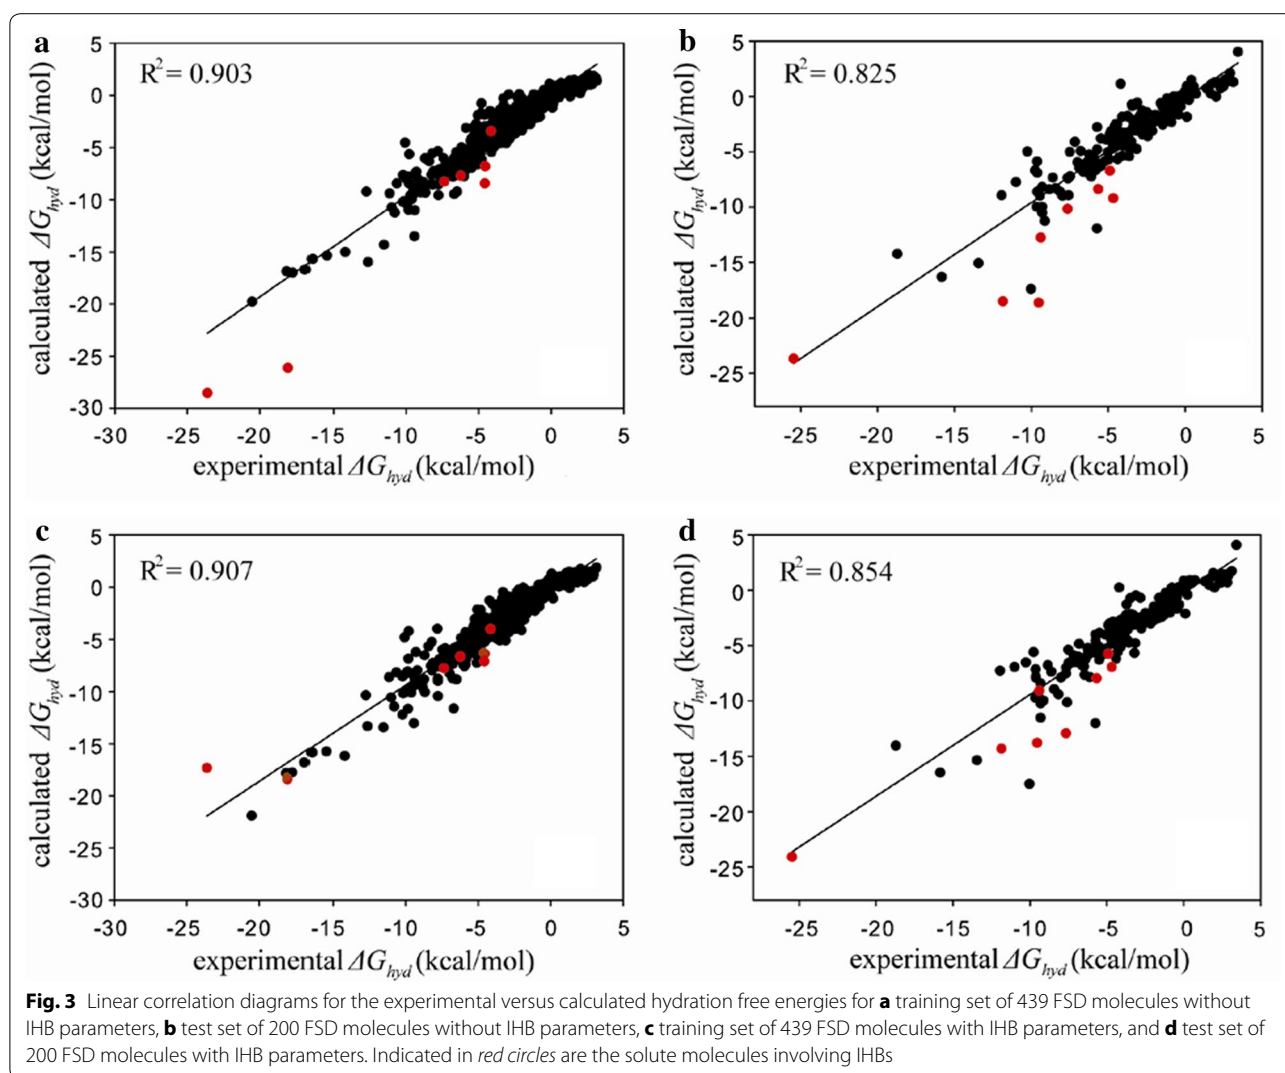 a
R² = 0.903
calculated ΔG_hyd (kcal/mol)
5
0
-5
-10
-15
-20
-25
-30
-30 -25 -20 -15 -10 -5 0 5
experimental ΔG_hyd (kcal/mol)
b
R² = 0.825
calculated ΔG_hyd (kcal/mol)
5
0
-5
-10
-15
-20
-25
-25 -20 -15 -10 -5 0 5
experimental ΔG_hyd (kcal/mol)
c
R² = 0.907
calculated ΔG_hyd (kcal/mol)
5
0
-5
-10
-15
-20
-25
-30
-30 -25 -20 -15 -10 -5 0 5
experimental ΔG_hyd (kcal/mol)
d
R² = 0.854
calculated ΔG_hyd (kcal/mol)
5
0
-5
-10
-15
-20
-25
-25 -20 -15 -10 -5 0 5
experimental ΔG_hyd (kcal/mol)
Fig. 3 Linear correlation diagrams for the experimental versus calculated hydration free energies for a training set of 439 FSD molecules without
IHB parameters, b test set of 200 FSD molecules without IHB parameters, c training set of 439 FSD molecules with IHB parameters, and d test set of
200 FSD molecules with IHB parameters. Indicated in red circles are the solute molecules involving IHBs